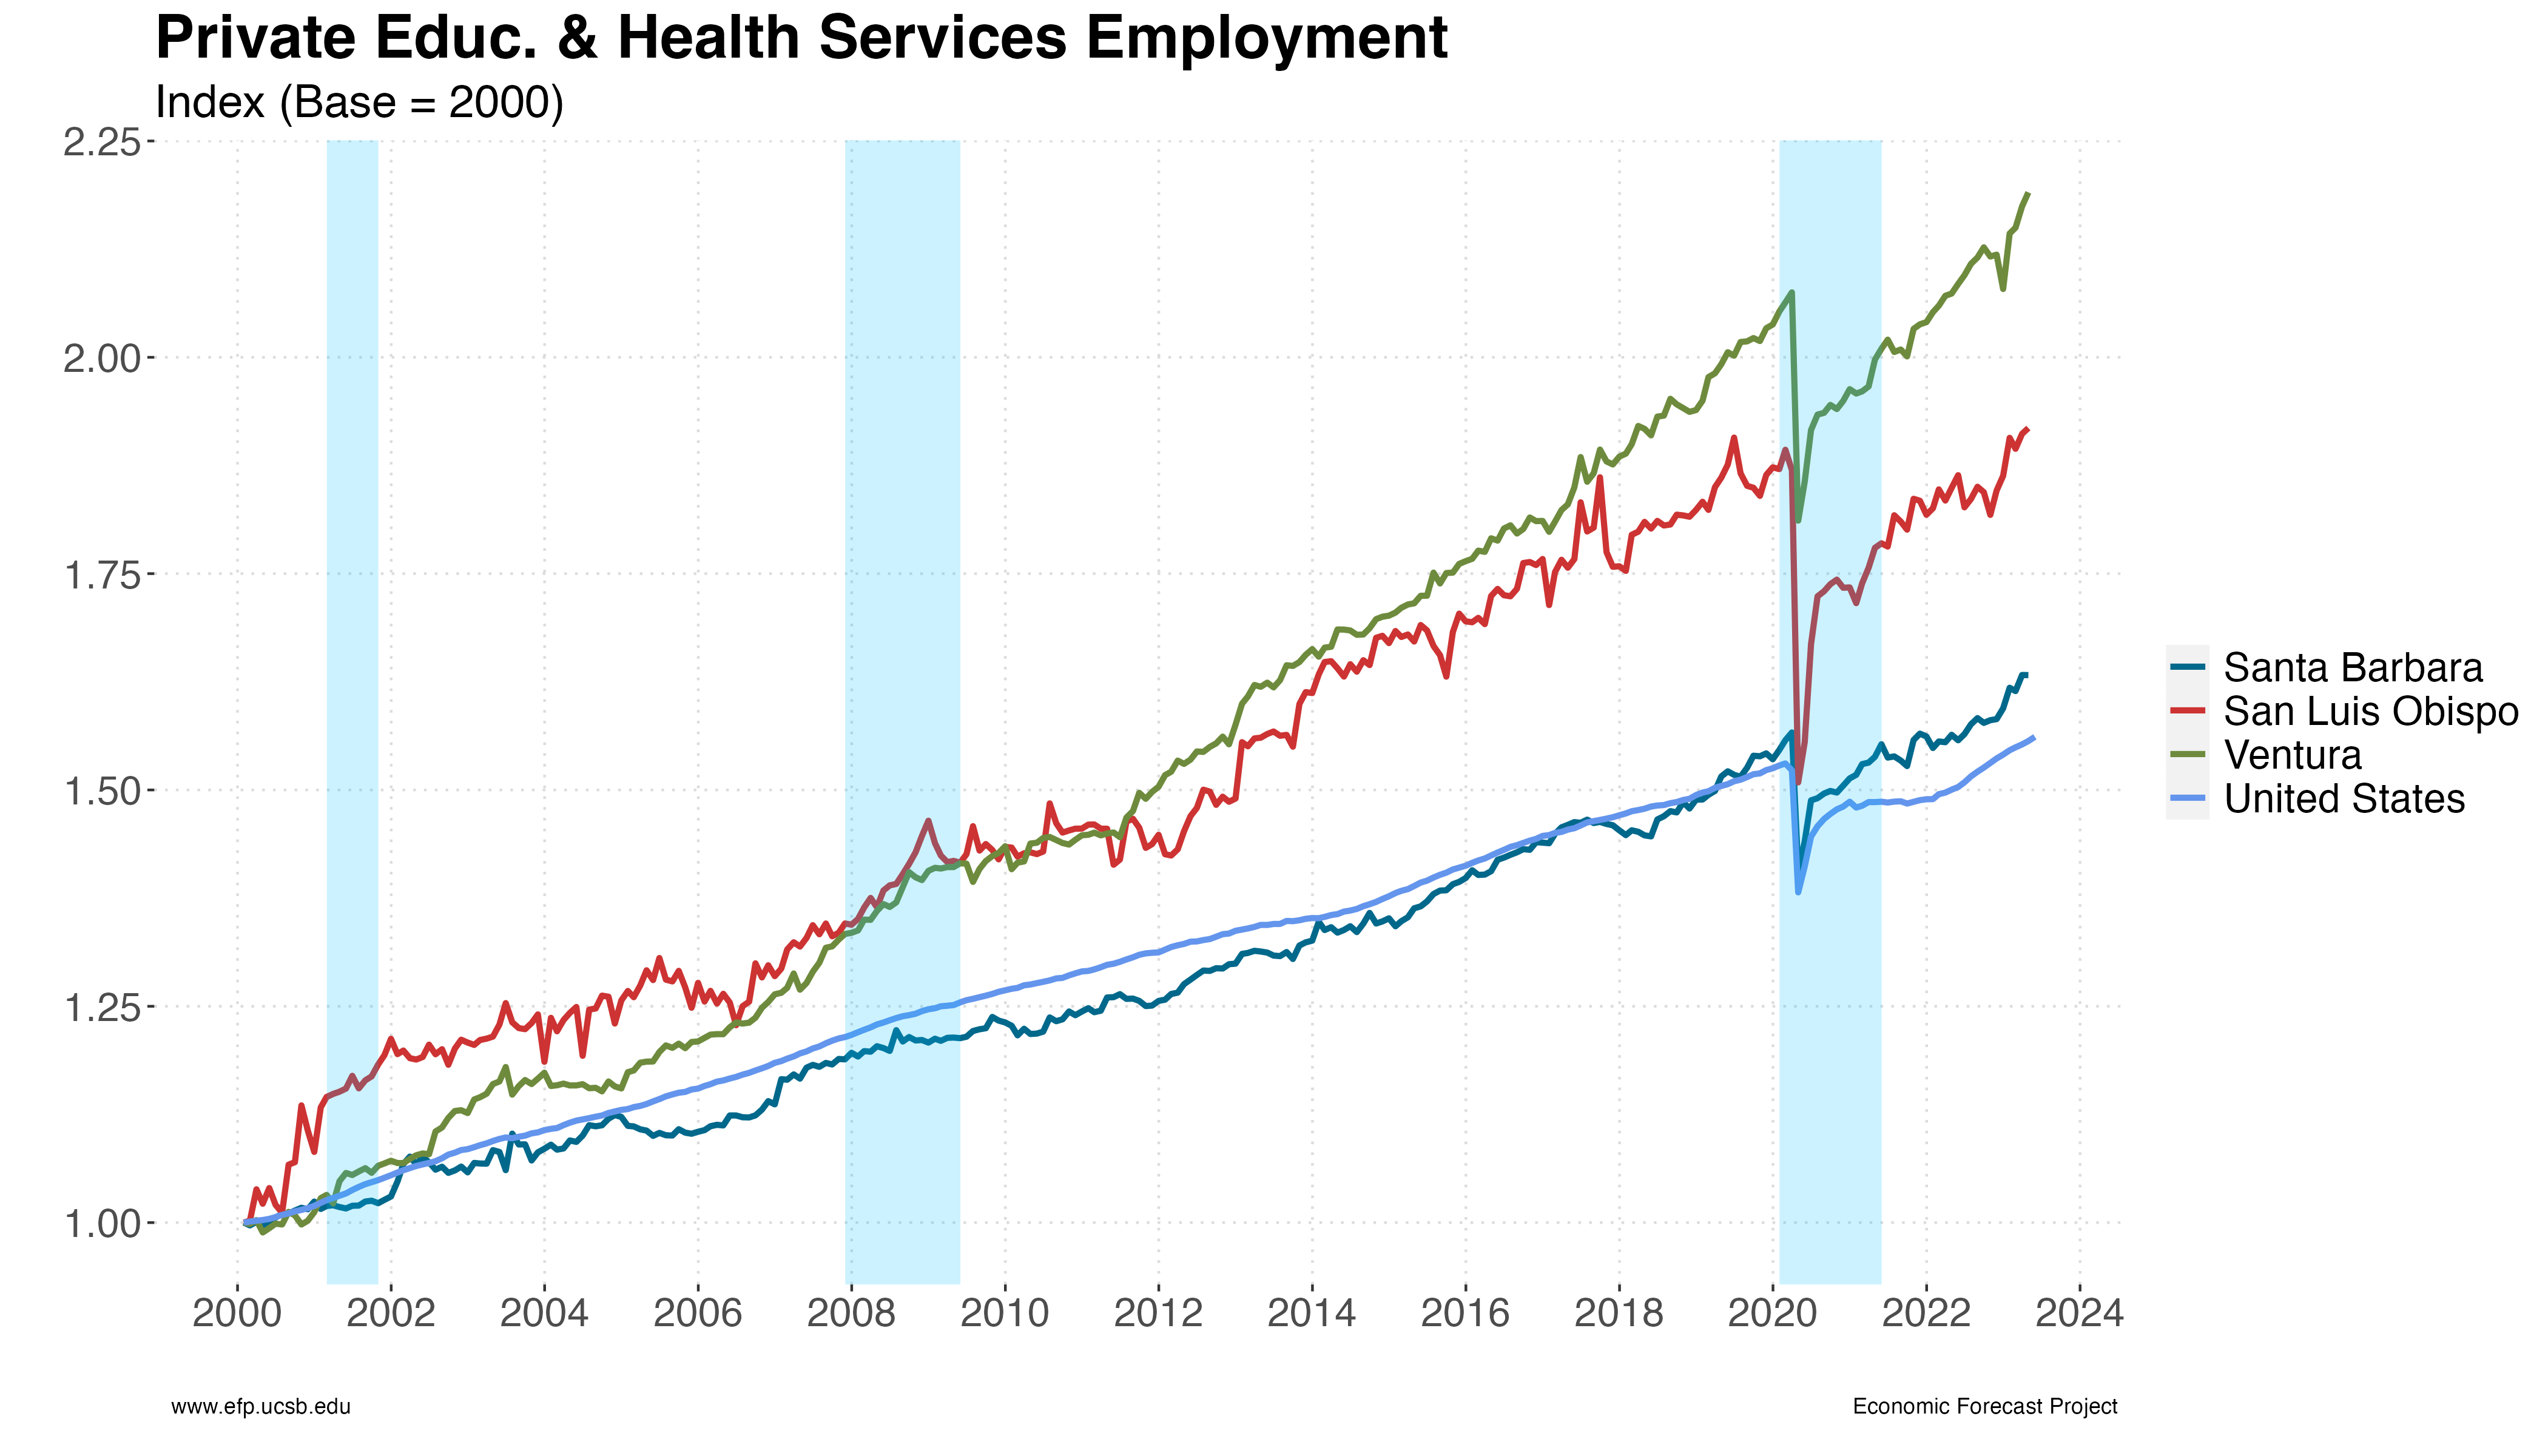 Private Educ. & Health Services Employment
Index (Base = 2000)
2.25
2.00
1.75
1.50
1.25
1.00
2000 2002 2004 2006 2008 2010 2012 2014 2016 2018 2020 2022 2024
Santa Barbara
San Luis Obispo
Ventura
United States
www.efp.ucsb.edu
Economic Forecast Project